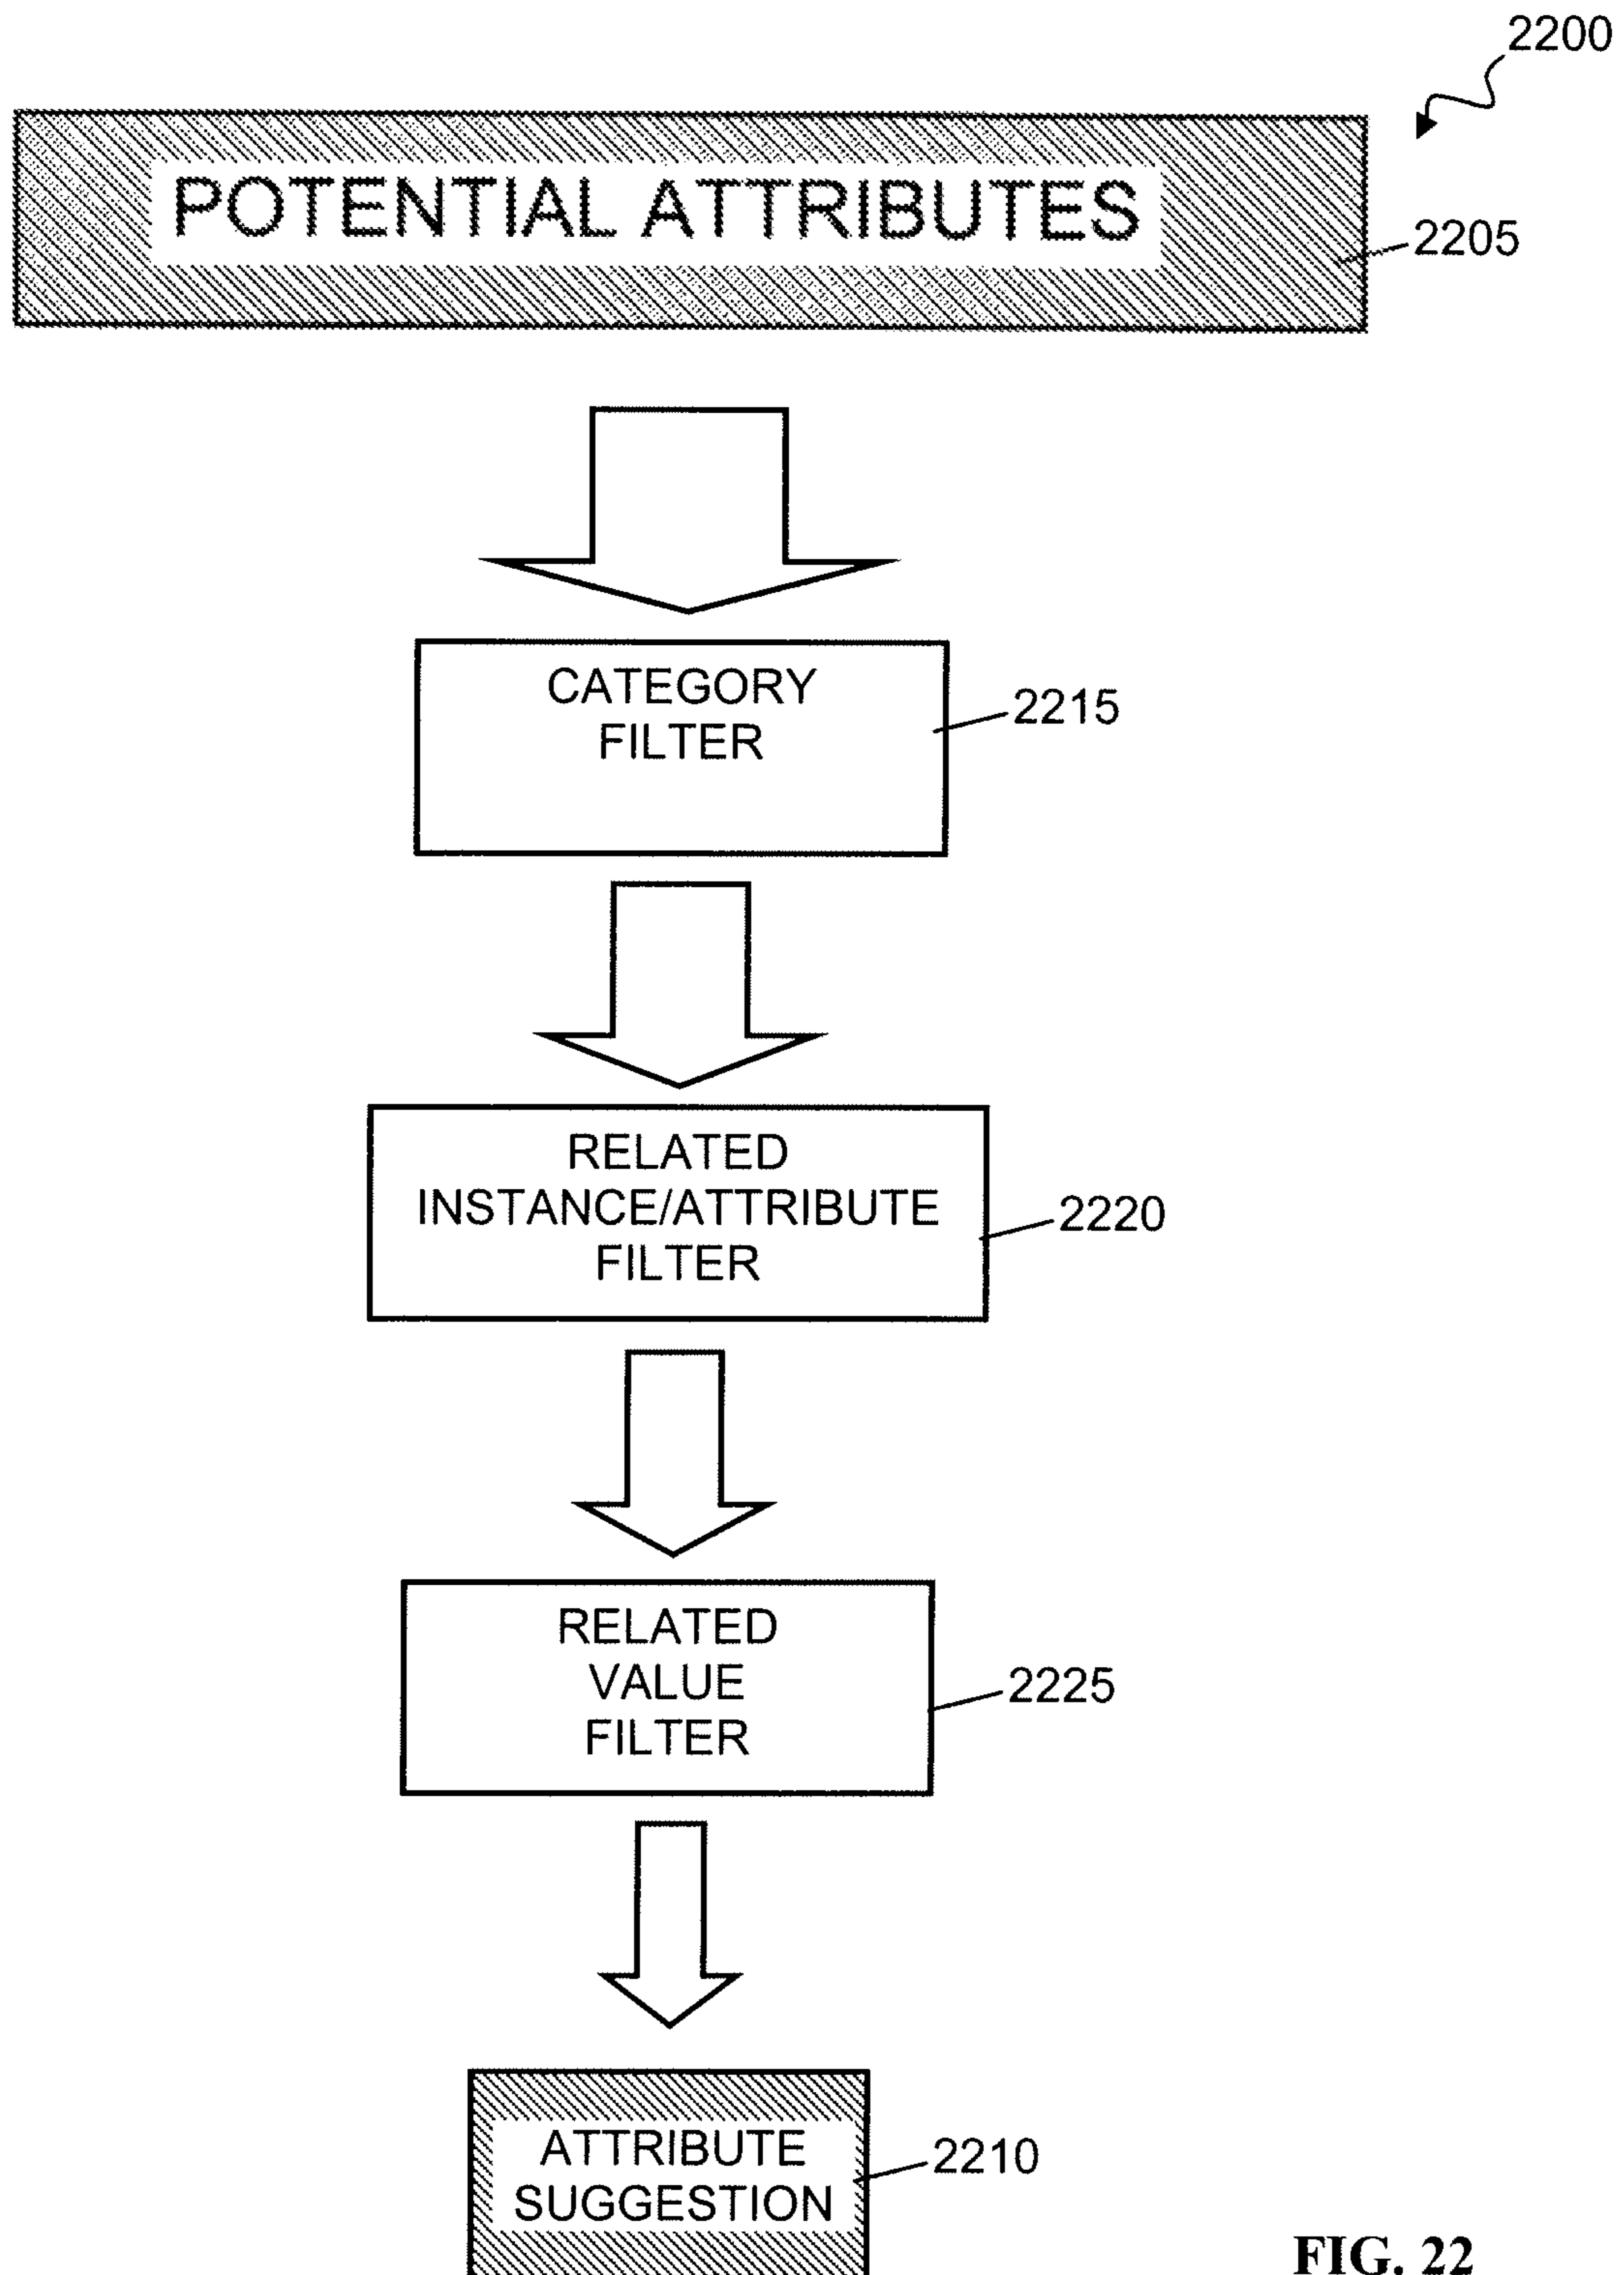 2200
POTENTIAL ATTRIBUTES
2205
CATEGORY
FILTER
2215
RELATED
INSTANCE/ATTRIBUTE
FILTER
2220
RELATED
VALUE
FILTER
2225
ATTRIBUTE
SUGGESTION
2210
FIG. 22